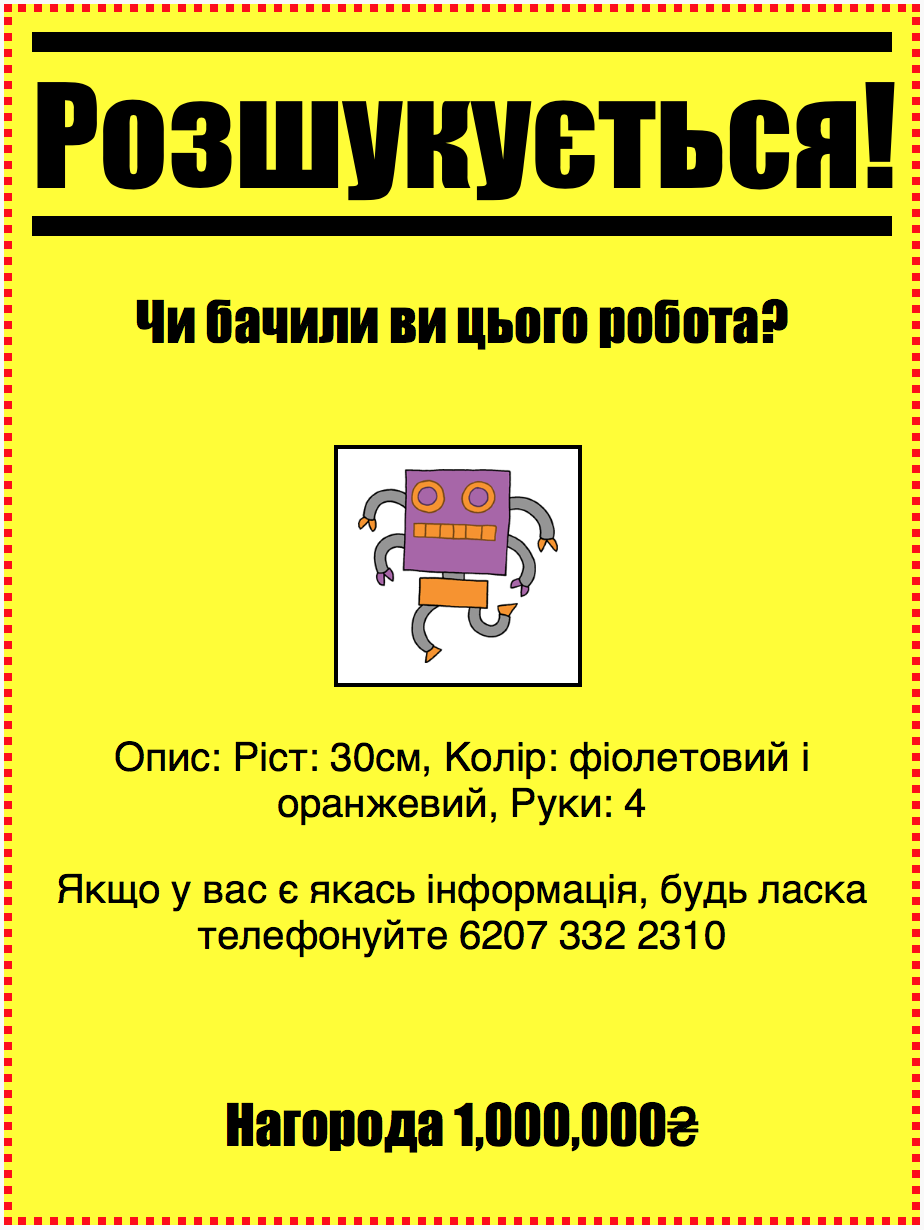 Розшукується!
Чи бачили ви цього робота?
Опис: Ріст: 30см, Колір: фіолетовий і
оранжевий, Руки: 4
Якщо у вас є якась інформація, будь ласка
телефонуйте 6207 332 2310
Нагорода 1,000,000₴